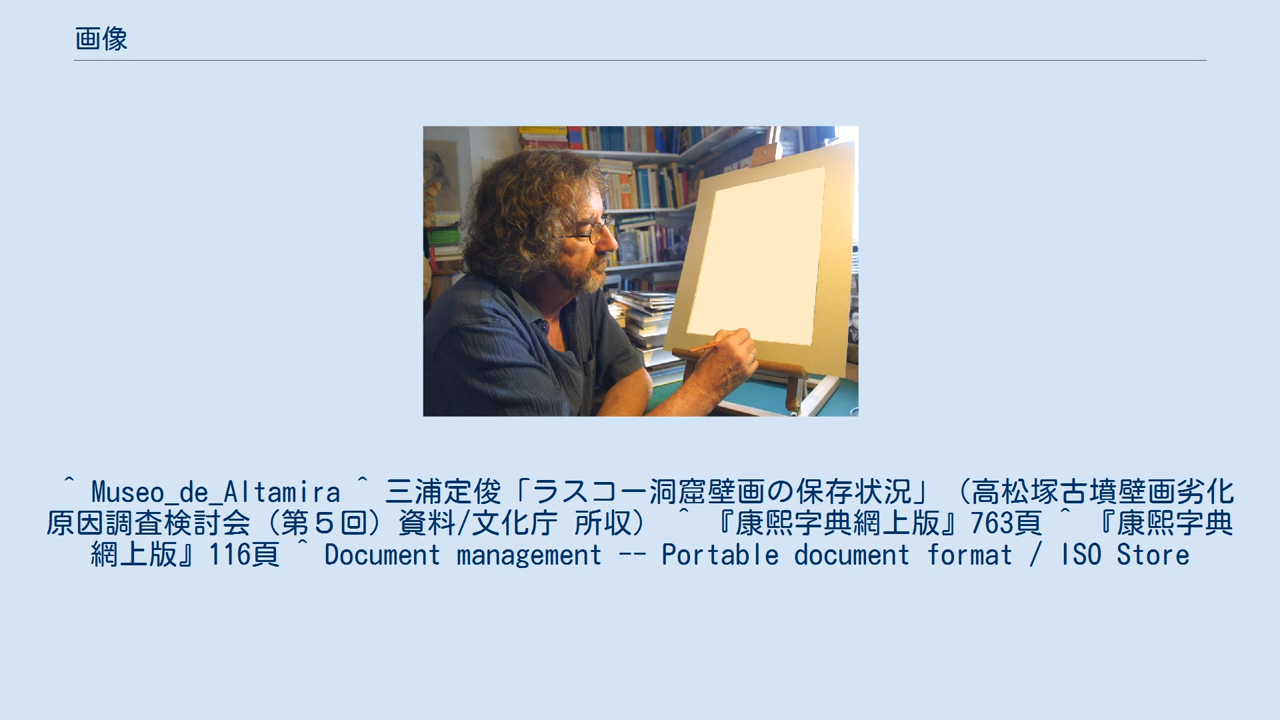 画像
^ Museo_de_Altamira ^ 三浦定俊「ラスコー洞窟壁画の保存状況」（高松塚古墳壁画劣化
原因調査検討会（第５回）資料/文化庁 所収） ^ 『康熙字典網上版』763頁 ^ 『康熙字典
網上版』116頁 ^ Document management -- Portable document format / ISO Store